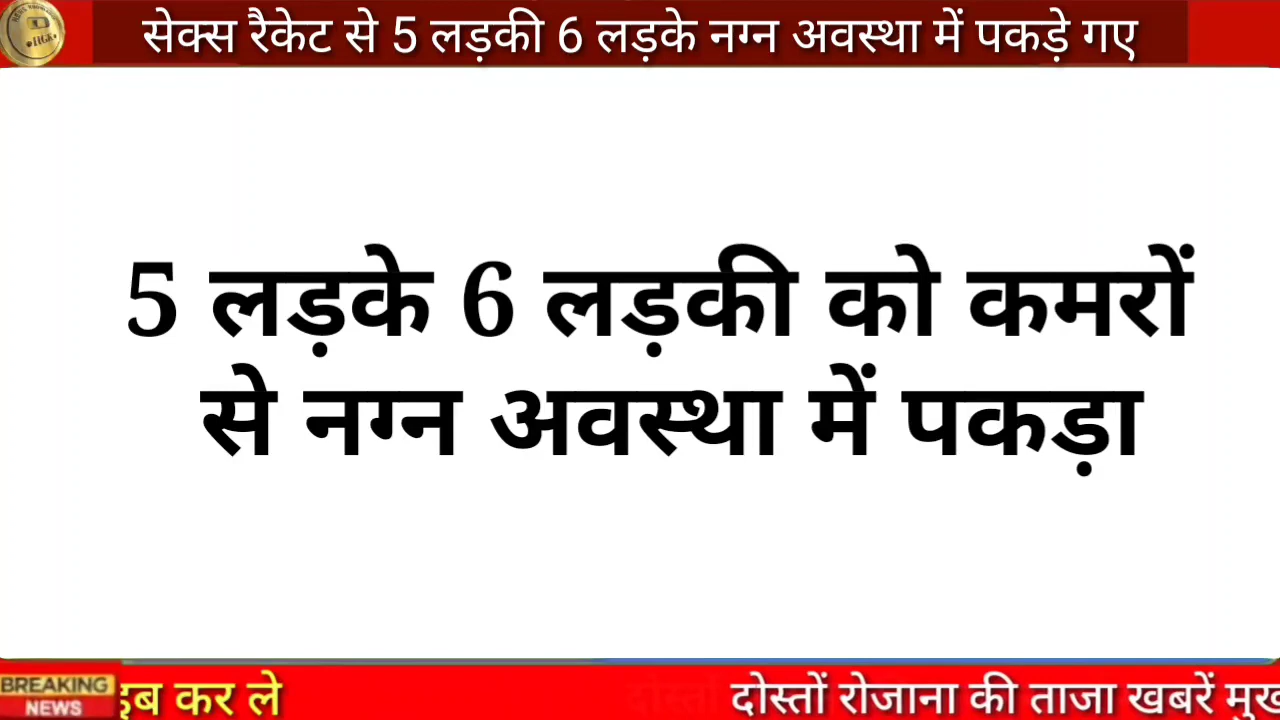 सेक्स रैकेट से 5 लड़की 6 लड़के नग्न अवस्था में पकड़े गए
5 लड़के 6 लड़की को कमरों
से नग्न अवस्था में पकड़ा
BREAKING
NEWS
कर ले
दोस्तों रोजाना की ताजा खबरें